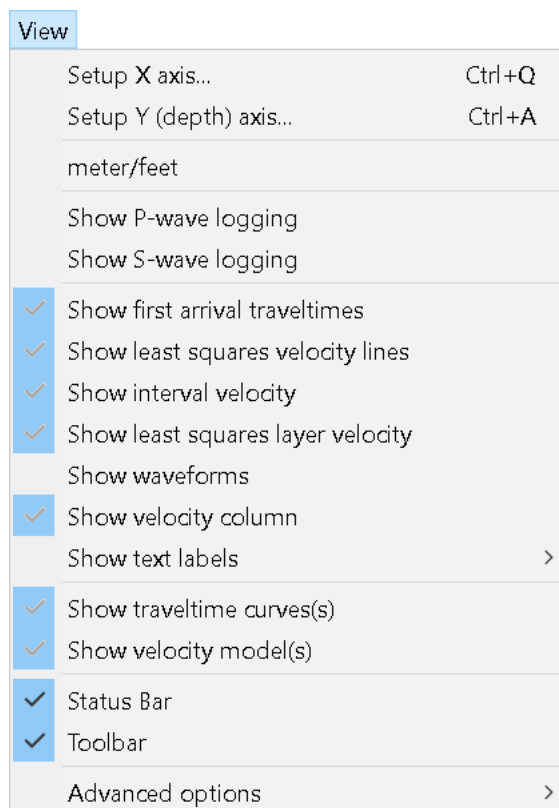 View
Setup X axis... Ctrl+Q
Setup Y (depth) axis... Ctrl+A
meter/feet
Show P-wave logging
Show S-wave logging
Show first arrival traveltimes
Show least squares velocity lines
Show interval velocity
Show least squares layer velocity
Show waveforms
Show velocity column
Show text labels
Show traveltime curves(s)
Show velocity model(s)
Status Bar
Toolbar
Advanced options